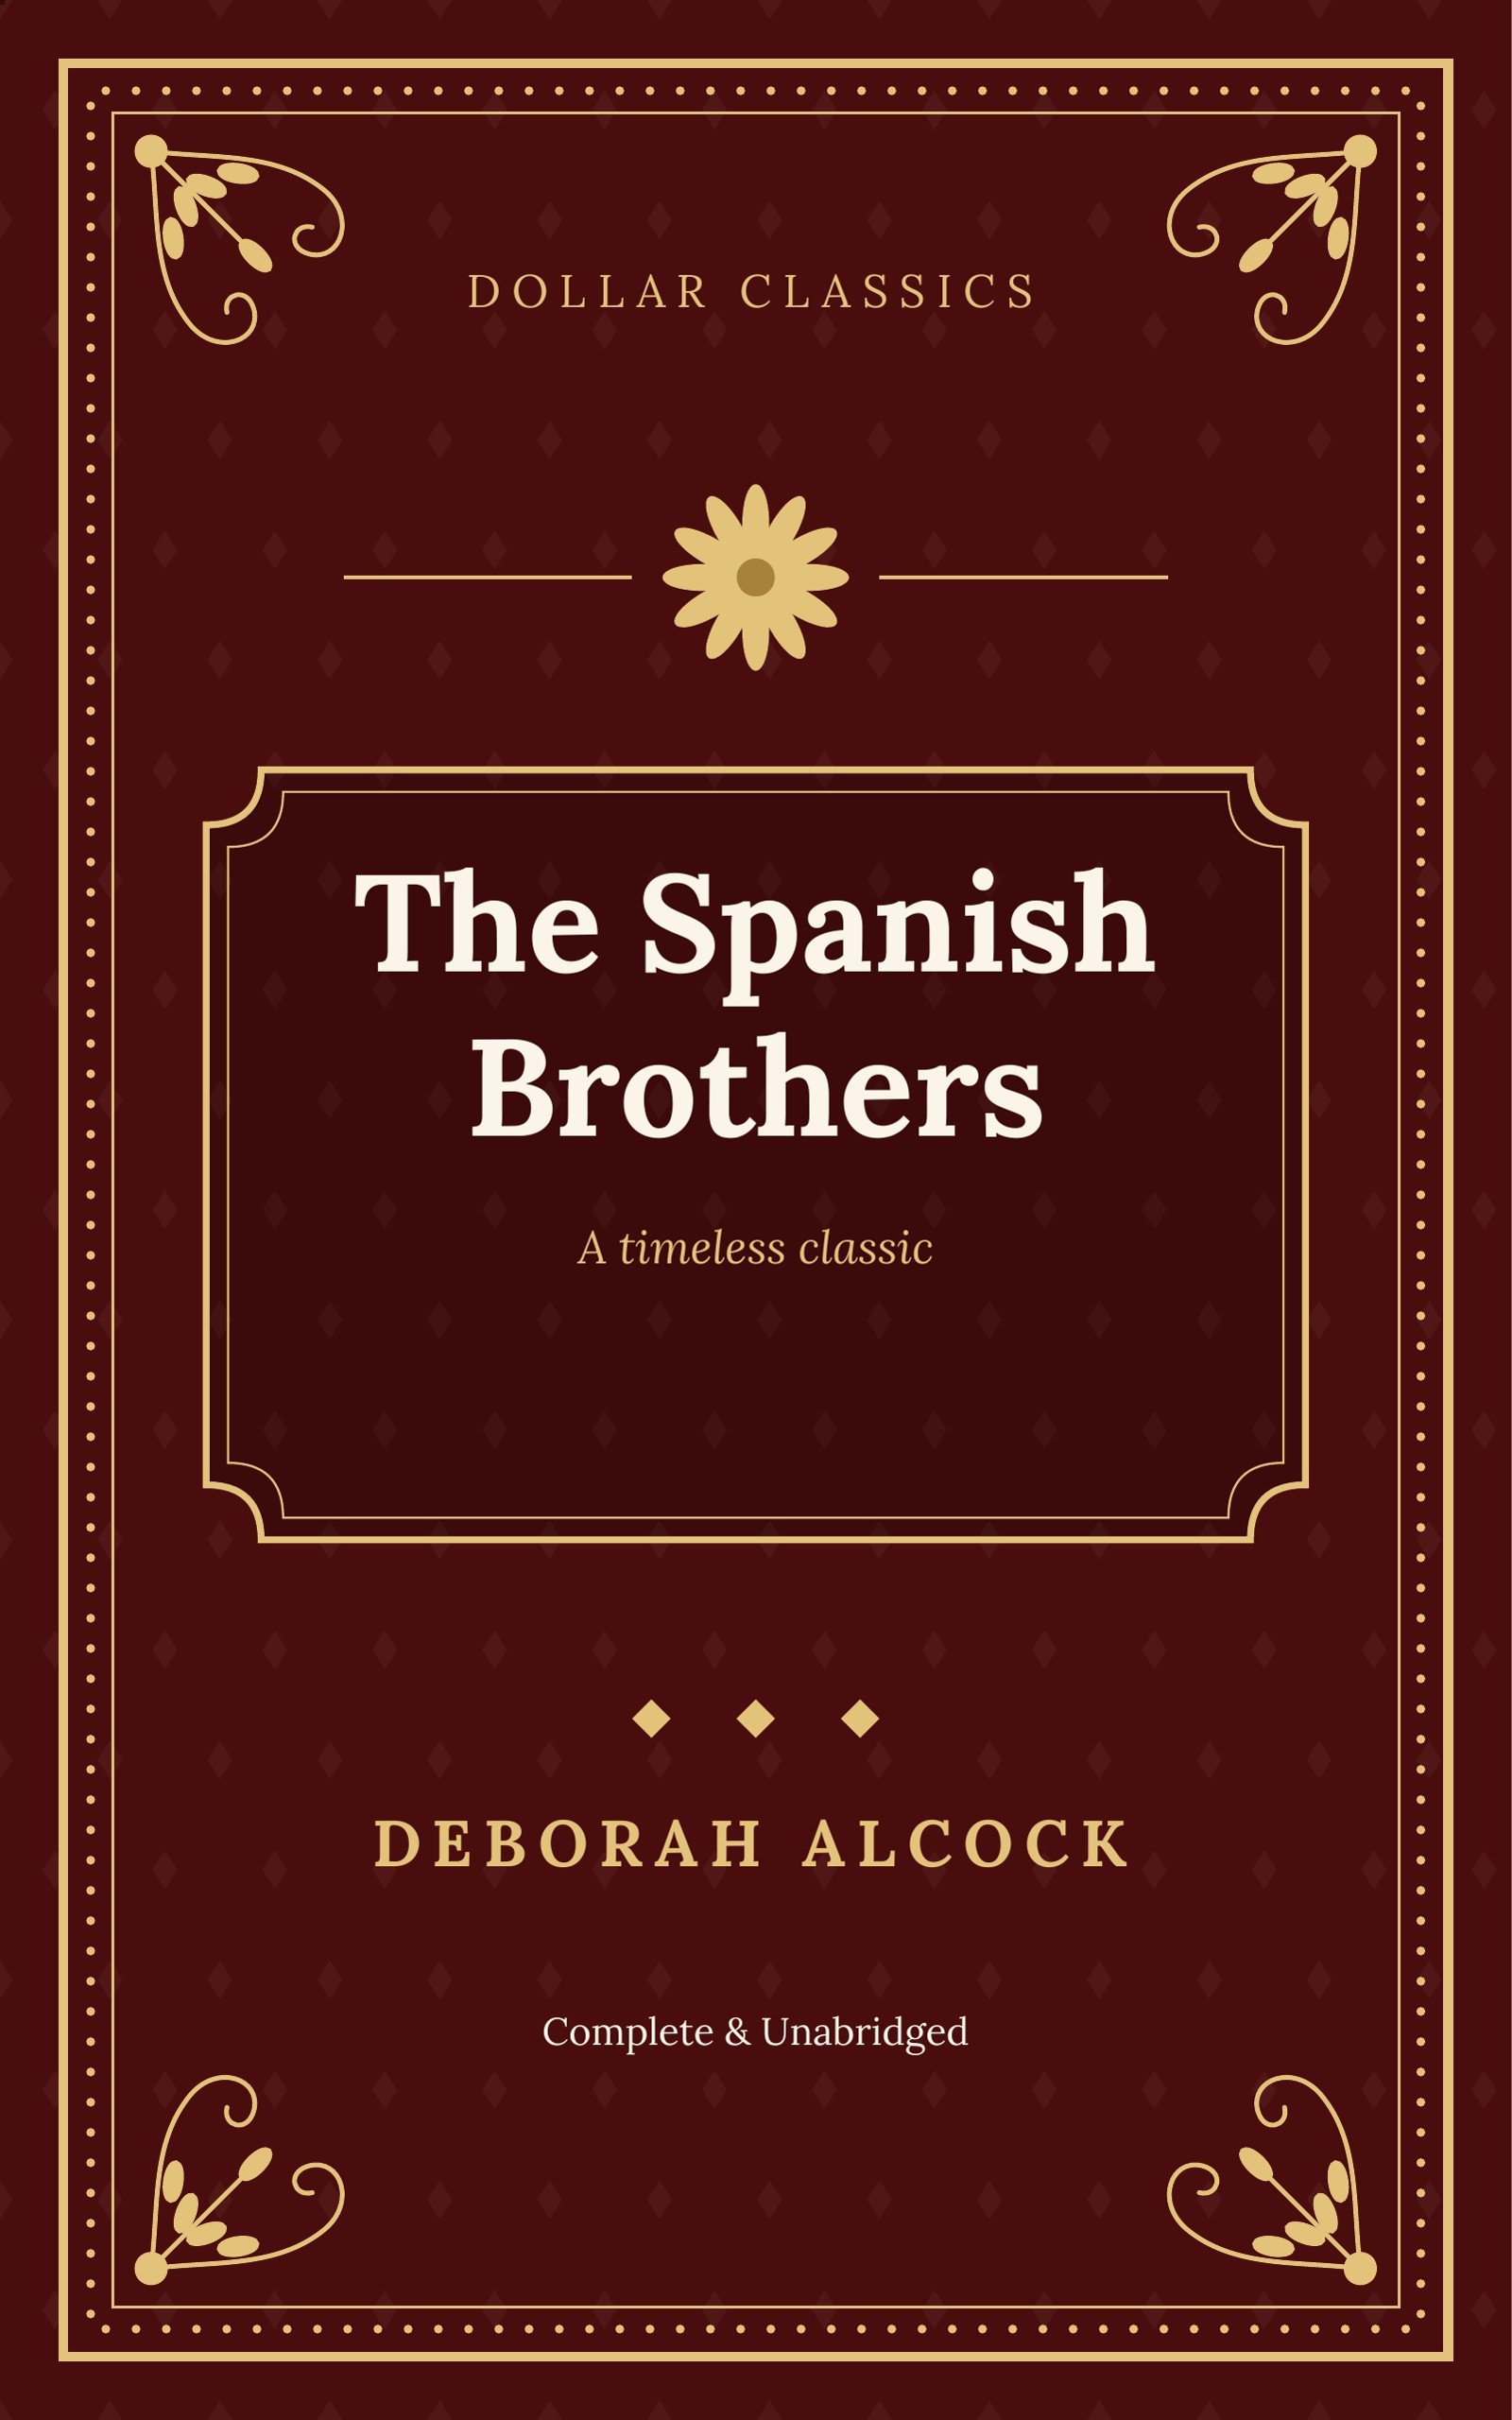 DOLLAR CLASSICS
The Spanish
Brothers
A timeless classic
DEBORAH ALCOCK
Complete & Unabridged